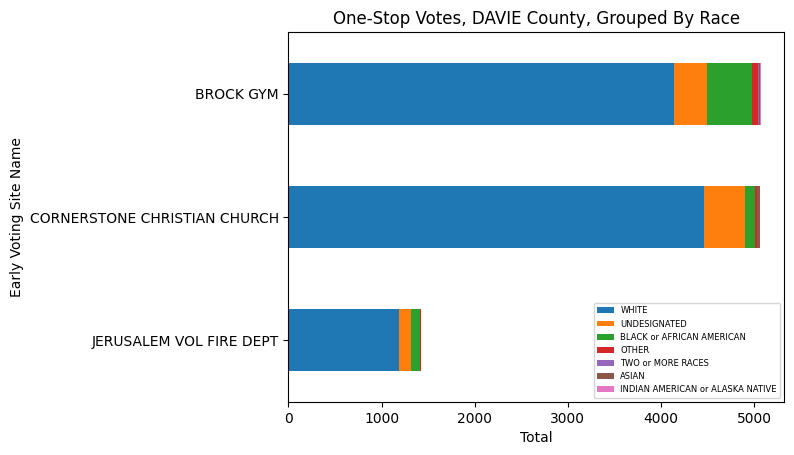 One-Stop Votes, DAVIE County, Grouped By Race
Early Voting Site Name
BROCK GYM
CORNERSTONE CHRISTIAN CHURCH
JERUSALEM VOL FIRE DEPT
WHITE
UNDESIGNATED
BLACK or AFRICAN AMERICAN
OTHER
TWO or MORE RACES
ASIAN
INDIAN AMERICAN or ALASKA NATIVE
0 1000 2000 3000 4000 5000
Total